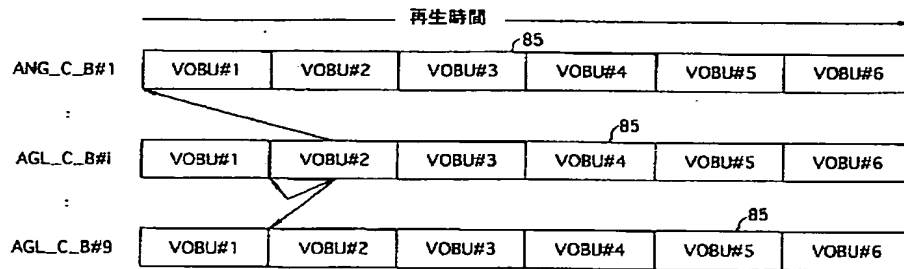 再生時間
85
ANG_C_B#1 VOBU#1 VOBU#2 VOBU#3 VOBU#4 VOBU#5 VOBU#6
:
85
AGL_C_B#i VOBU#1 VOBU#2 VOBU#3 VOBU#4 VOBU#5 VOBU#6
:
85
AGL_C_B#9 VOBU#1 VOBU#2 VOBU#3 VOBU#4 VOBU#5 VOBU#6